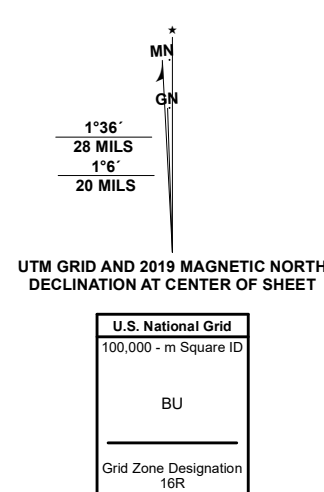 ★
MN
GN
1°36´
28 MILS
1°6´
20 MILS
UTM GRID AND 2019 MAGNETIC NORTH
DECLINATION AT CENTER OF SHEET
U.S. National Grid
100,000 - m Square ID
BU
Grid Zone Designation
16R